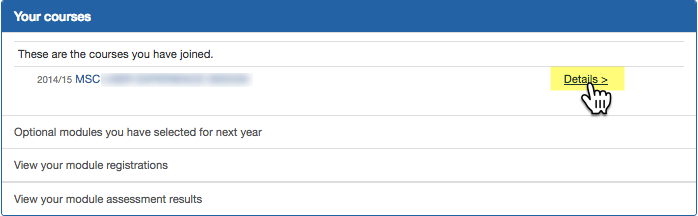 Your courses
These are the courses you have joined.
2014/15 MSC Details >
Optional modules you have selected for next year
View your module registrations
View your module assessment results